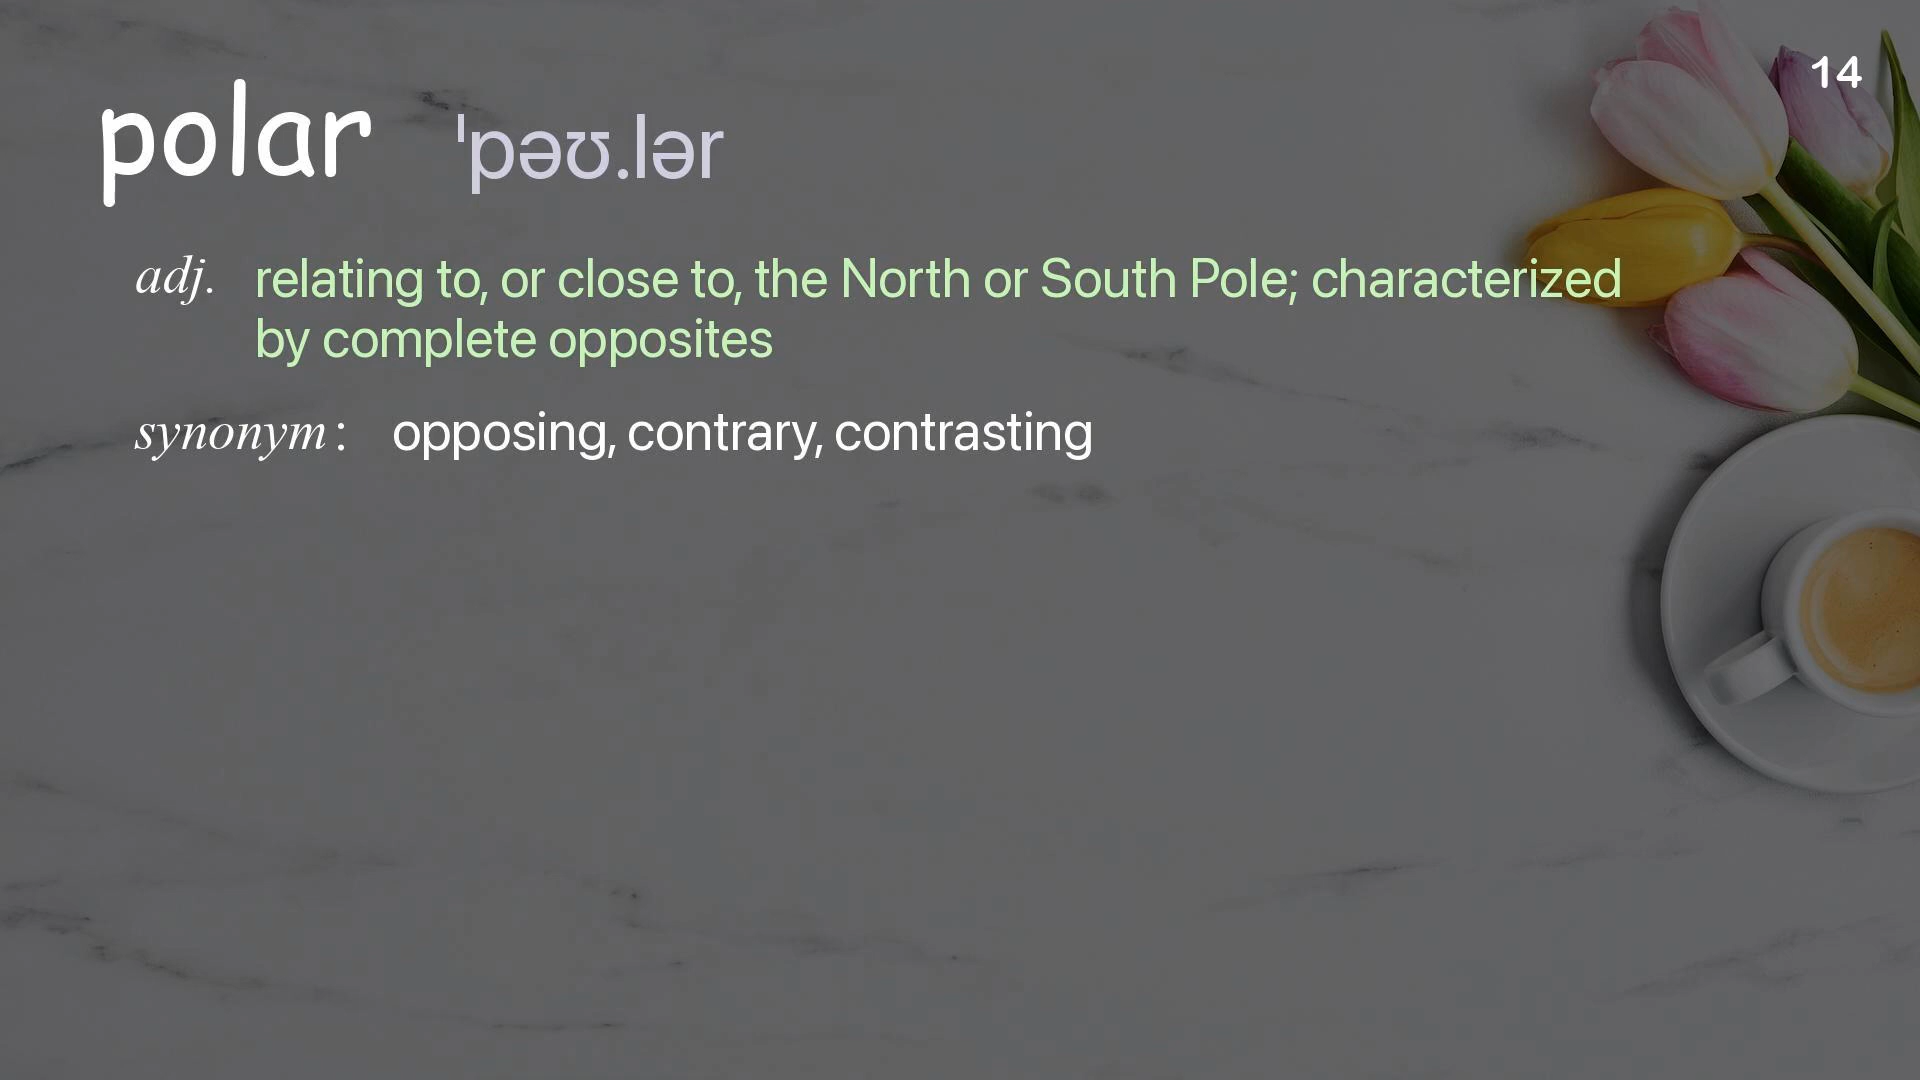 14
polar ˈpəʊ.lər
adj. relating to, or close to, the North or South Pole; characterized
by complete opposites
synonym : opposing, contrary, contrasting